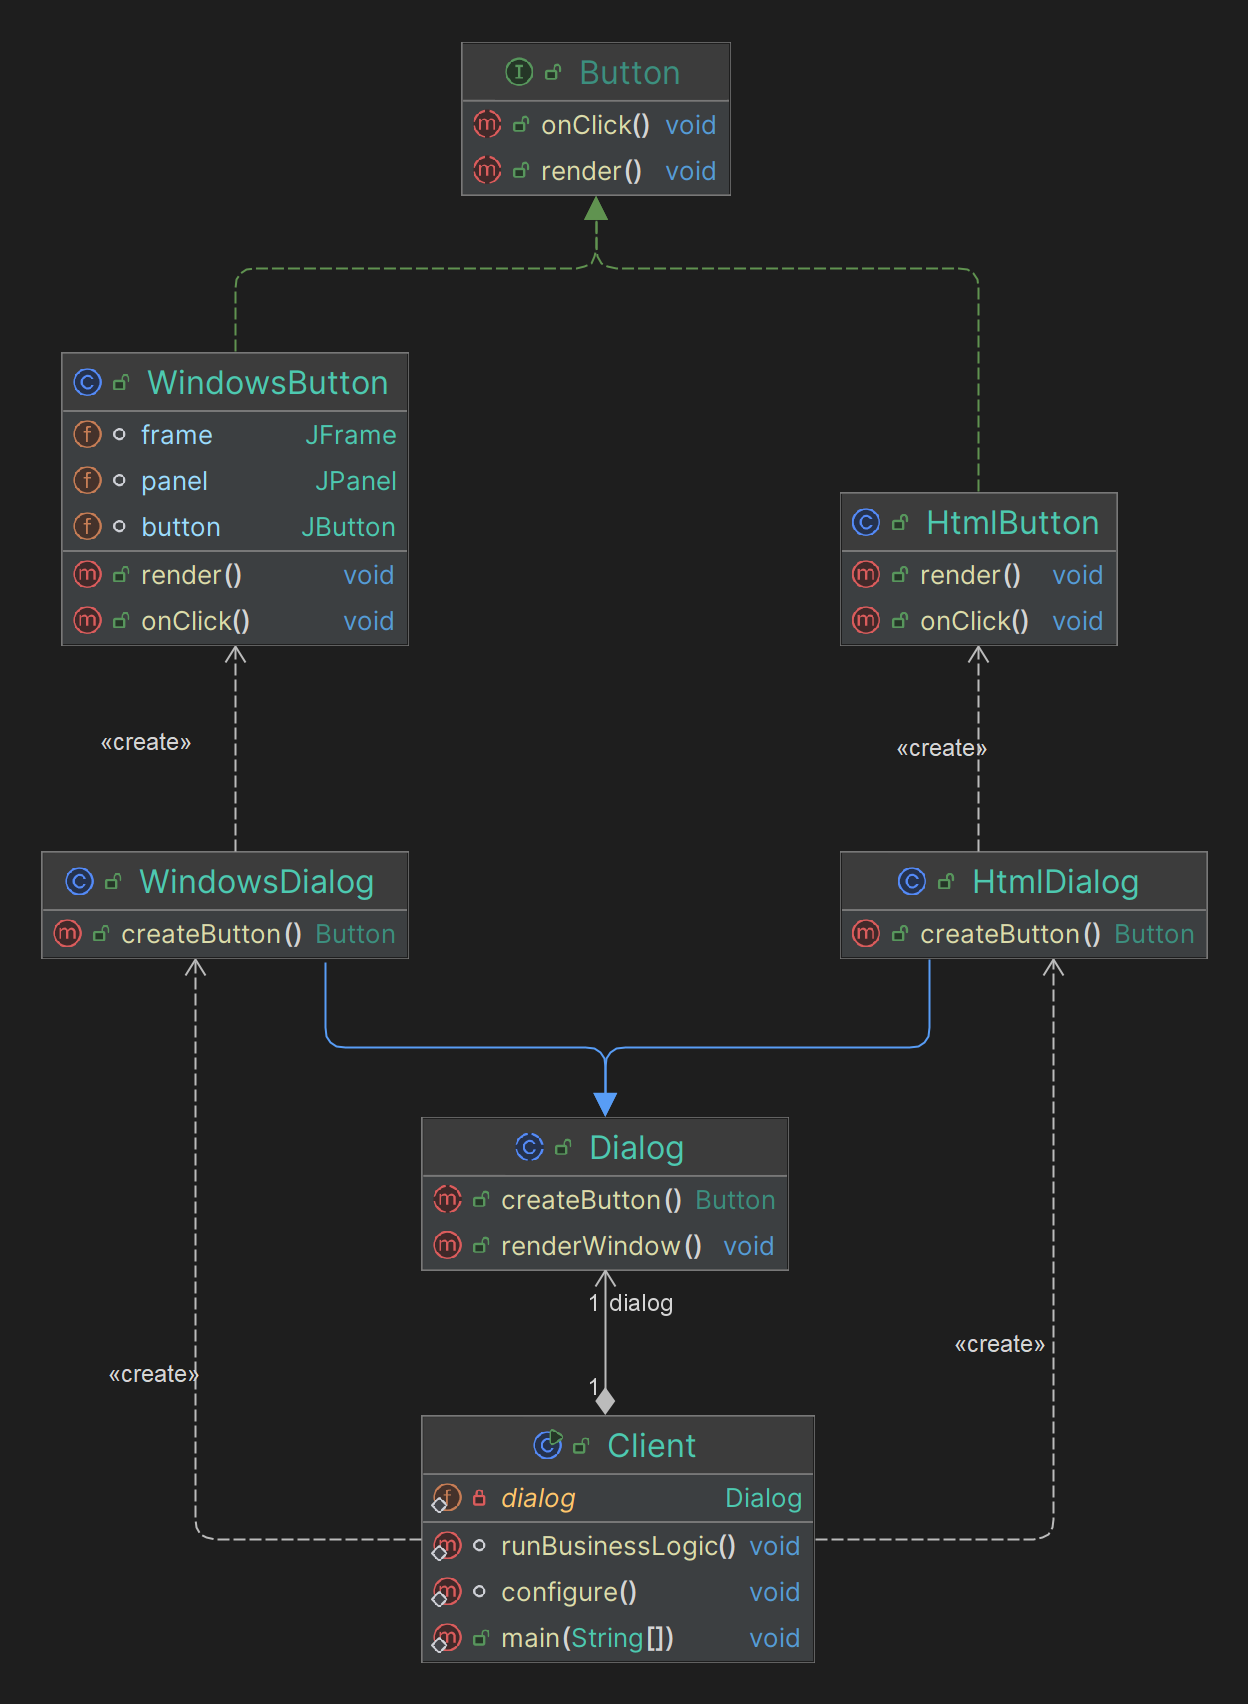 Button
onClick() void
render() void
WindowsButton
frame JFrame
panel JPanel
button JButton
render() void
onClick() void
HtmlButton
render() void
onClick() void
«create»
«create»
WindowsDialog
createButton() Button
HtmlDialog
createButton() Button
Dialog
createButton() Button
renderWindow() void
1 dialog
«create»
«create»
1
Client
dialog Dialog
runBusinessLogic() void
configure() void
main(String[]) void